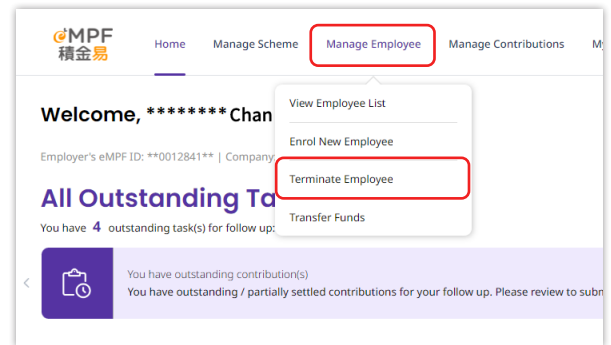 eMPF
積金易
Home Manage Scheme Manage Employee Manage Contributions
View Employee List
Enrol New Employee
Terminate Employee
Transfer Funds
Welcome, ********Chan
Employer's eMPF ID: **0012841** | Company
All Outstanding
You have 4 outstanding task(s) for follow up:
You have outstanding contribution(s)
You have outstanding / partially settled contributions for your follow up. Please review to